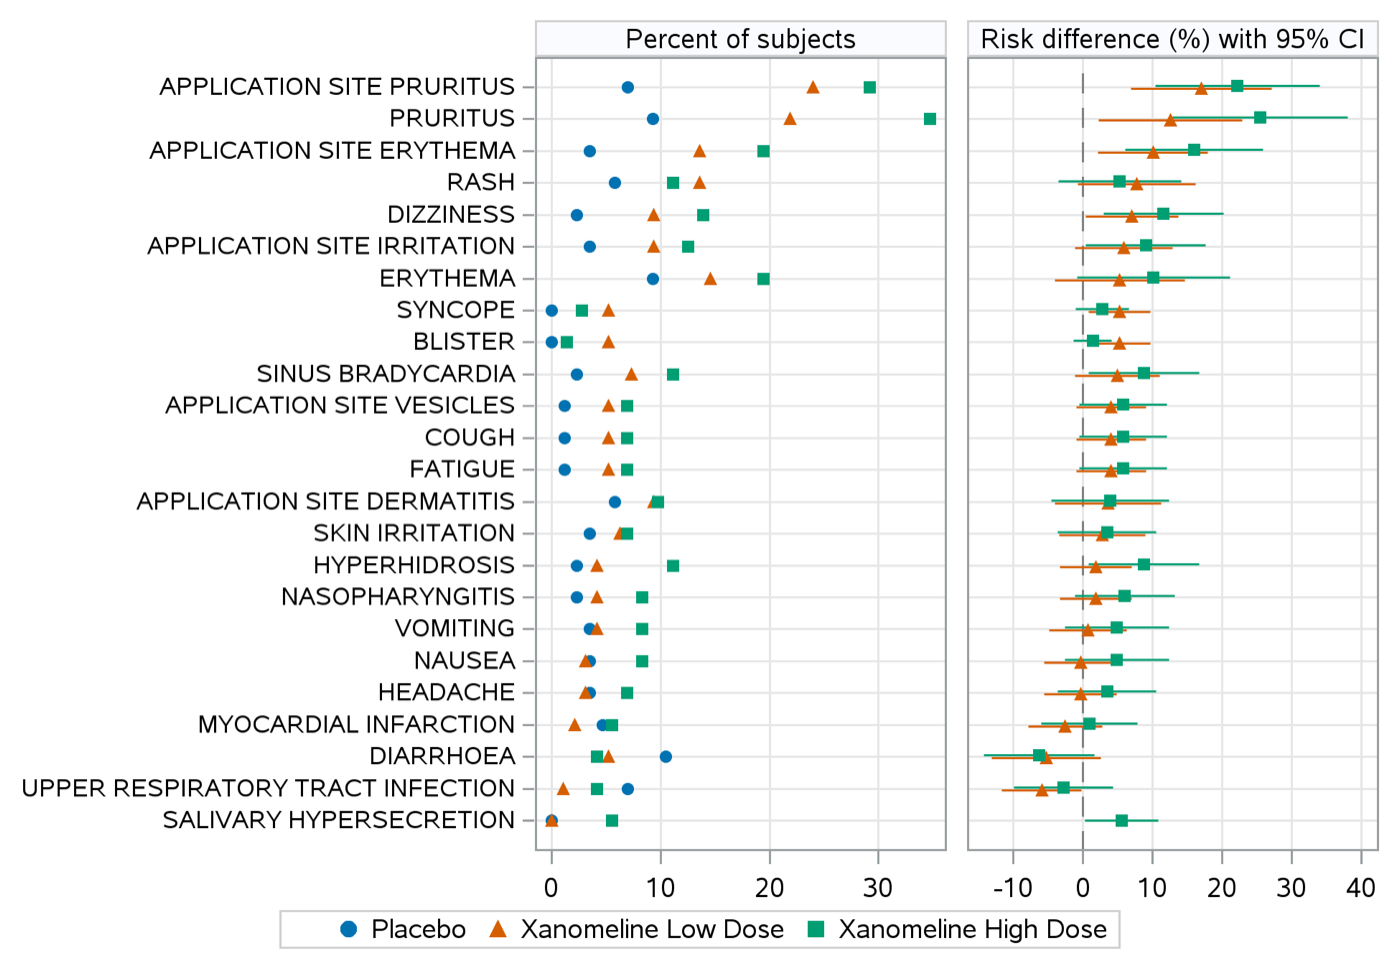 Percent of subjects
Risk difference (%) with 95% CI
APPLICATION SITE PRURITUS
PRURITUS
APPLICATION SITE ERYTHEMA
RASH
DIZZINESS
APPLICATION SITE IRRITATION
ERYTHEMA
SYNCOPE
BLISTER
SINUS BRADYCARDIA
APPLICATION SITE VESICLES
COUGH
FATIGUE
APPLICATION SITE DERMATITIS
SKIN IRRITATION
HYPERHIDROSIS
NASOPHARYNGITIS
VOMITING
NAUSEA
HEADACHE
MYOCARDIAL INFARCTION
DIARRHOEA
UPPER RESPIRATORY TRACT INFECTION
SALIVARY HYPERSECRETION
0 10 20 30
-10 0 10 20 30 40
Placebo Xanomeline Low Dose Xanomeline High Dose